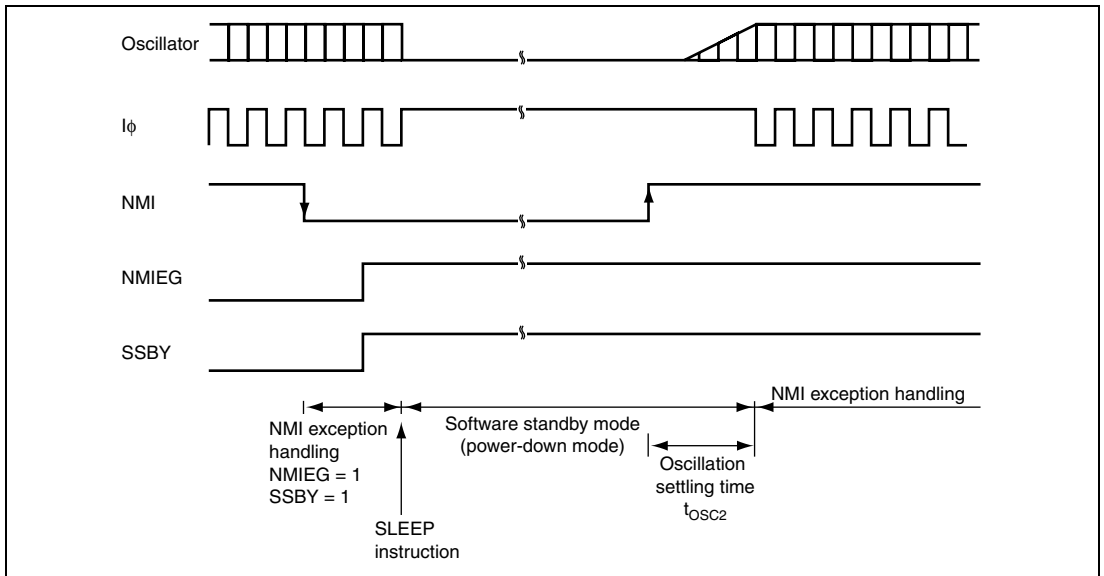 Oscillator
Iϕ
NMI
NMIEG
SSBY
NMI exception handling
NMI exception
handling
NMIEG = 1
SSBY = 1
Software standby mode
(power-down mode)
Oscillation
settling time
tOSC2
SLEEP
instruction